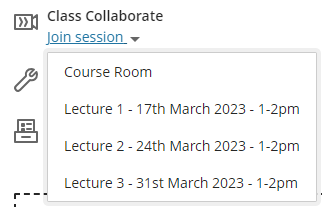 Class Collaborate
Join session
Course Room
Lecture 1 - 17th March 2023 - 1-2pm
Lecture 2 - 24th March 2023 - 1-2pm
Lecture 3 - 31st March 2023 - 1-2pm